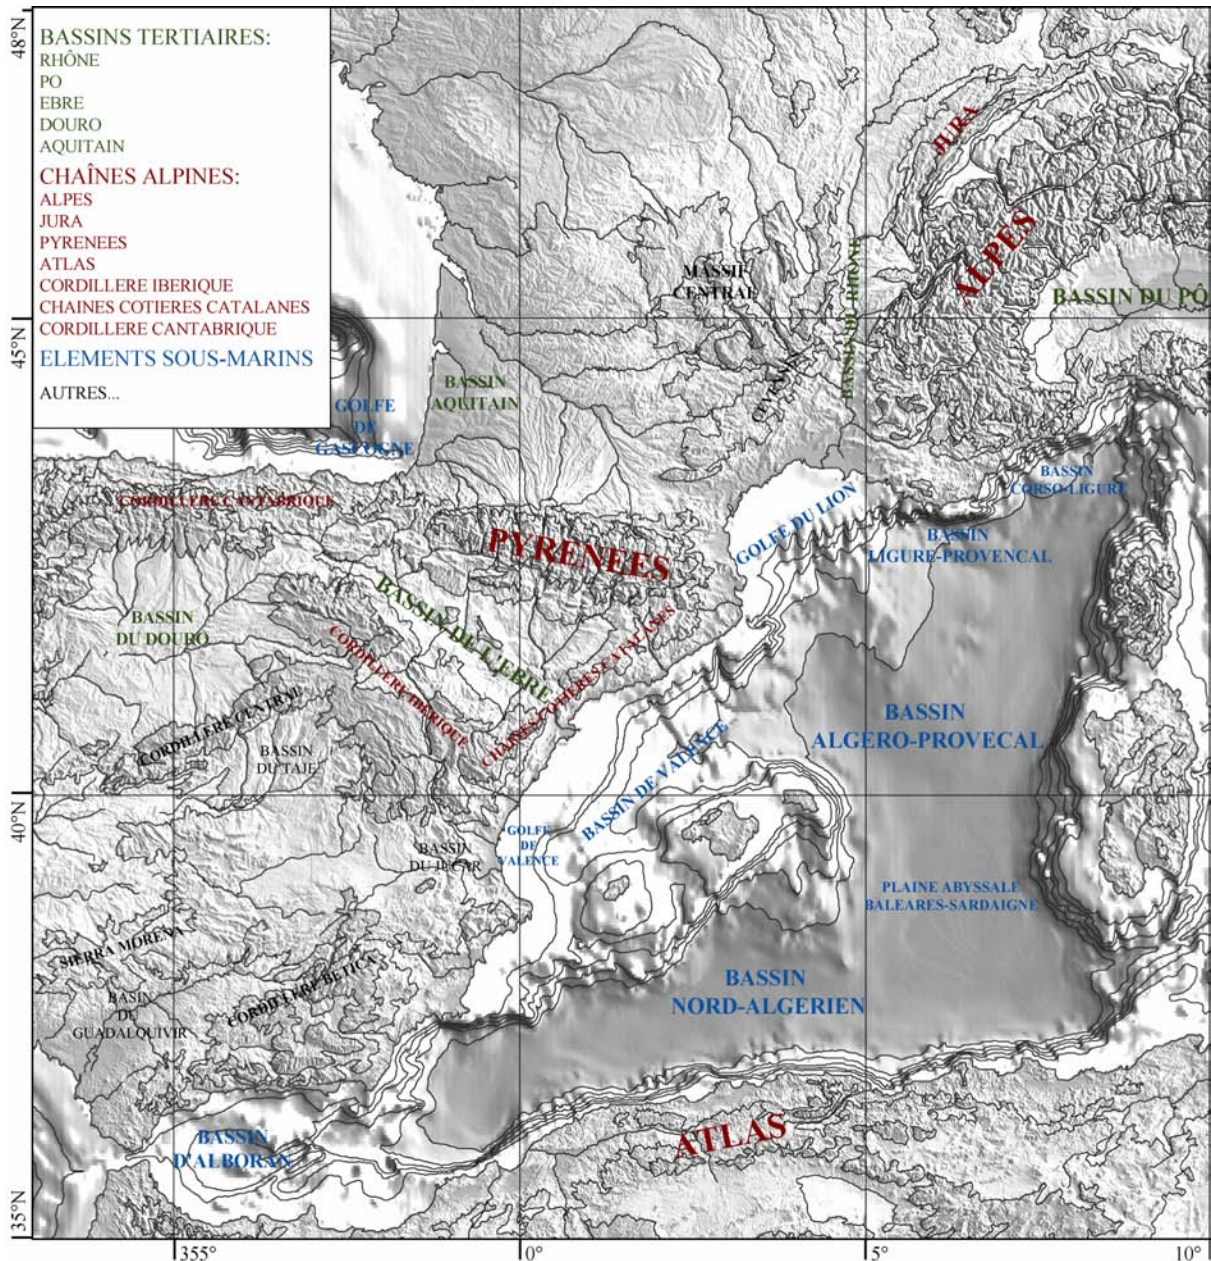 48°N
BASSINS TERTIAIRES:
RHÔNE
PO
EBRE
DOURO
AQUITAIN
CHAÎNES ALPINES:
ALPES
JURA
PYRENEES
ATLAS
CORDILLERE IBERIQUE
CHAINES COTIERES CATALANES
CORDILLERE CANTABRIQUE
ELEMENTS SOUS-MARINS
AUTRES...
JURA
ALPES
MASSIF
CENTRAL
BASSIN DU RHONE
BASSIN DU PÔ
45°N
CEVENNES
BASSIN
AQUITAIN
GOLFE
DE
GASCOGNE
BASSIN
CORSO-LIGURE
CORDILLERE CANTABRIQUE
GOLFE DU LION
BASSIN
LIGURE-PROVENCAL
PYRENEES
BASSIN
DU DOURO
BASSIN DE L'EBRE
CORDILLERE IBERIQUE
CHAINES COTIERES CATALANES
CORDILLERE CENTRAL
BASSIN
DU TAJE
BASSIN
ALGERO-PROVECAL
BASSIN DE VALENCE
40°N
GOLFE
DE
VALENCE
BASSIN
DU JUCAR
PLAINE ABYSSALE
BALEARES-SARDAIGNE
SIERRA MORENA
CORDILLERE BETICA
BASIN
DE
GUADALQUIVIR
BASSIN
NORD-ALGERIEN
BASSIN
D'ALBORAN
ATLAS
35°N
355°
0°
5°
10°